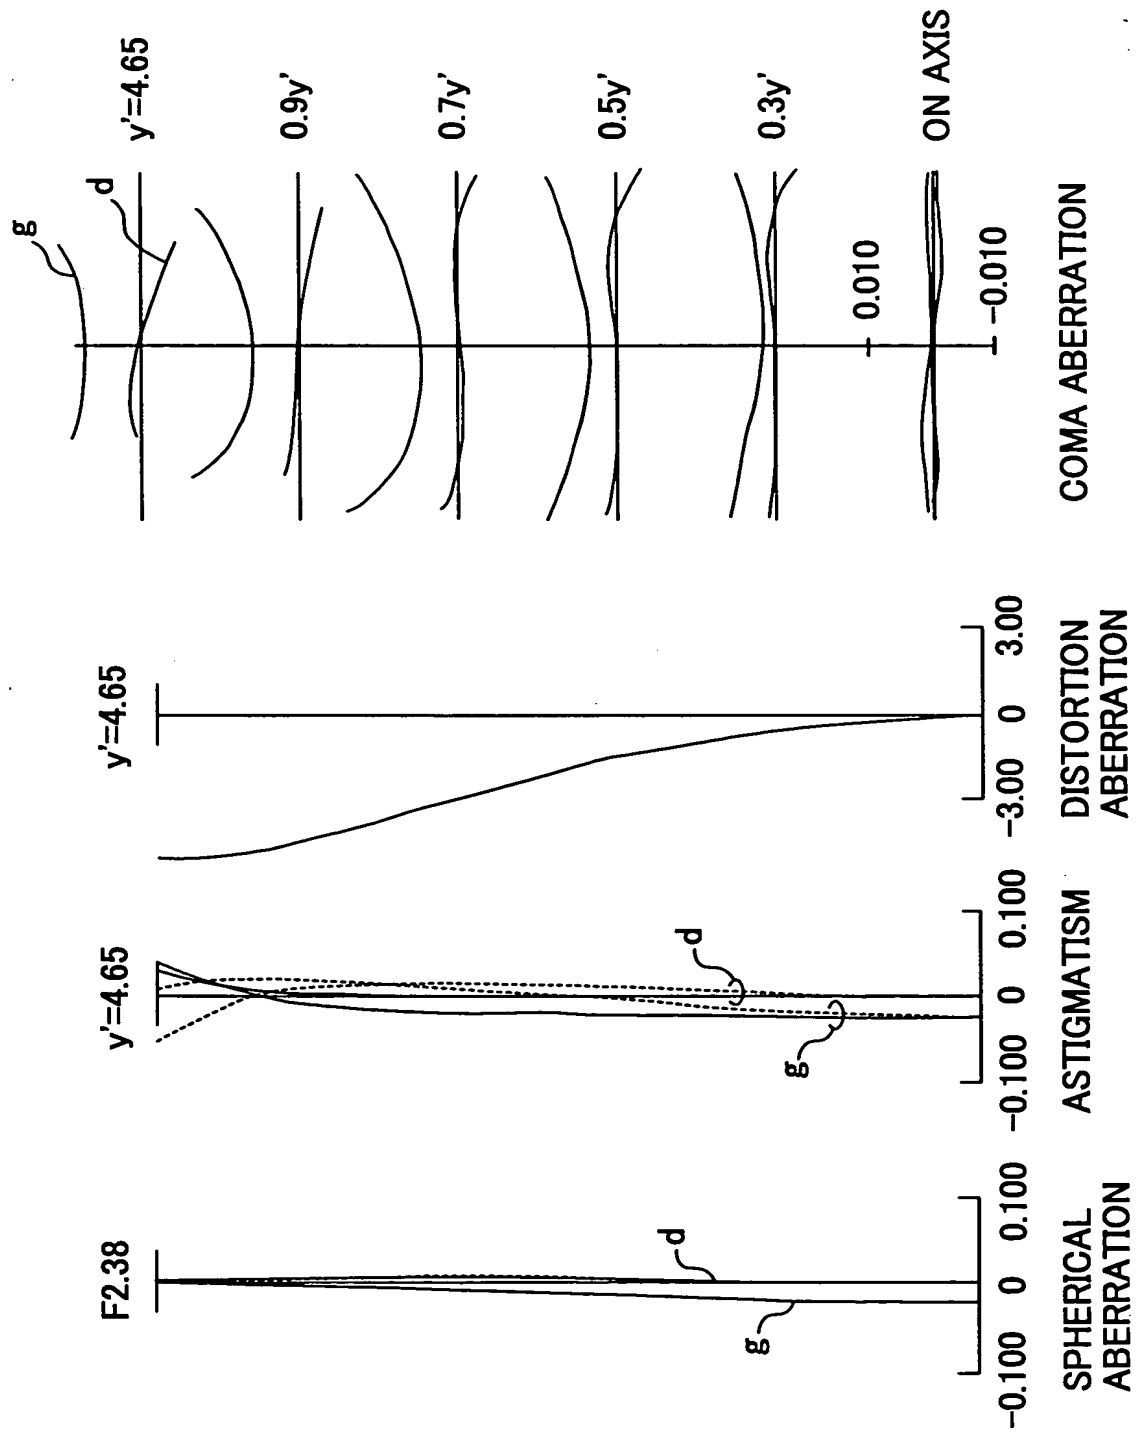 F2.38
d
g
−0.100 0 0.100
SPHERICAL
ABERRATION
y'=4.65
d
g
−0.100 0 0.100
ASTIGMATISM
y'=4.65
−3.00 0 3.00
DISTORTION
ABERRATION
g
d
y'=4.65
0.9y'
0.7y'
0.5y'
0.3y'
0.010
ON AXIS
−0.010
COMA ABERRATION